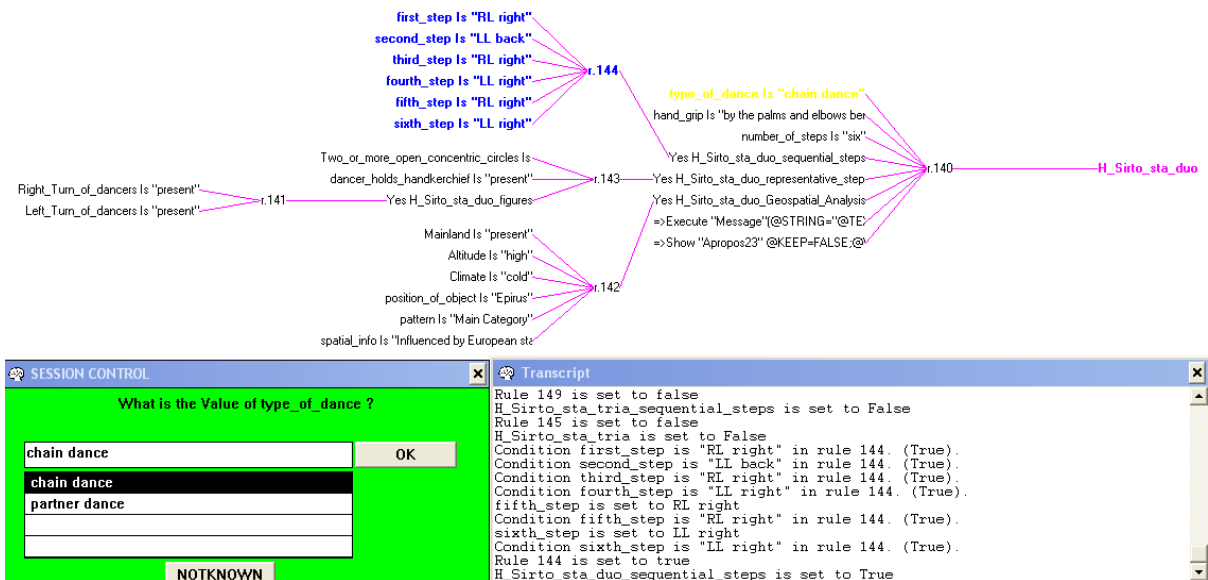 first_step Is "RL right"
second_step Is "LL back"
third_step Is "RL right"
fourth_step Is "LL right"
fifth_step Is "RL right"
sixth_step Is "LL right"
r.144
type_of_dance Is "chain dance"
hand_grip Is "by the palms and elbows ber
number_of_steps Is "six"
Yes H_Sirto_sta_duo_sequential_steps
Yes H_Sirto_sta_duo_representative_step
Yes H_Sirto_sta_duo_Geospatial_Analysis
=>Execute "Message"(@STRING="@TE
=>Show "Apropos23" @KEEP=FALSE;@
r.140
H_Sirto_sta_duo
Two_or_more_open_concentric_circles Is
dancer_holds_handkerchief Is "present"
Yes H_Sirto_sta_duo_figures
r.143
Right_Turn_of_dancers Is "present"
Left_Turn_of_dancers Is "present"
r.141
Mainland Is "present"
Altitude Is "high"
Climate Is "cold"
position_of_object Is "Epirus"
pattern Is "Main Category"
spatial_info Is "Influenced by European sta
r.142
SESSION CONTROL
What is the Value of type_of_dance ?
chain dance
OK
chain dance
partner dance
NOTKNOWN
Transcript
Rule 149 is set to false
H_Sirto_sta_tria_sequential_steps is set to False
Rule 145 is set to false
H_Sirto_sta_tria is set to False
Condition first_step is "RL right" in rule 144. (True).
Condition second_step is "LL back" in rule 144. (True).
Condition third_step is "RL right" in rule 144. (True).
Condition fourth_step is "LL right" in rule 144. (True).
fifth_step is set to RL right
Condition fifth_step is "RL right" in rule 144. (True).
sixth_step is set to LL right
Condition sixth_step is "LL right" in rule 144. (True).
Rule 144 is set to true
H_Sirto_sta_duo_sequential_steps is set to True